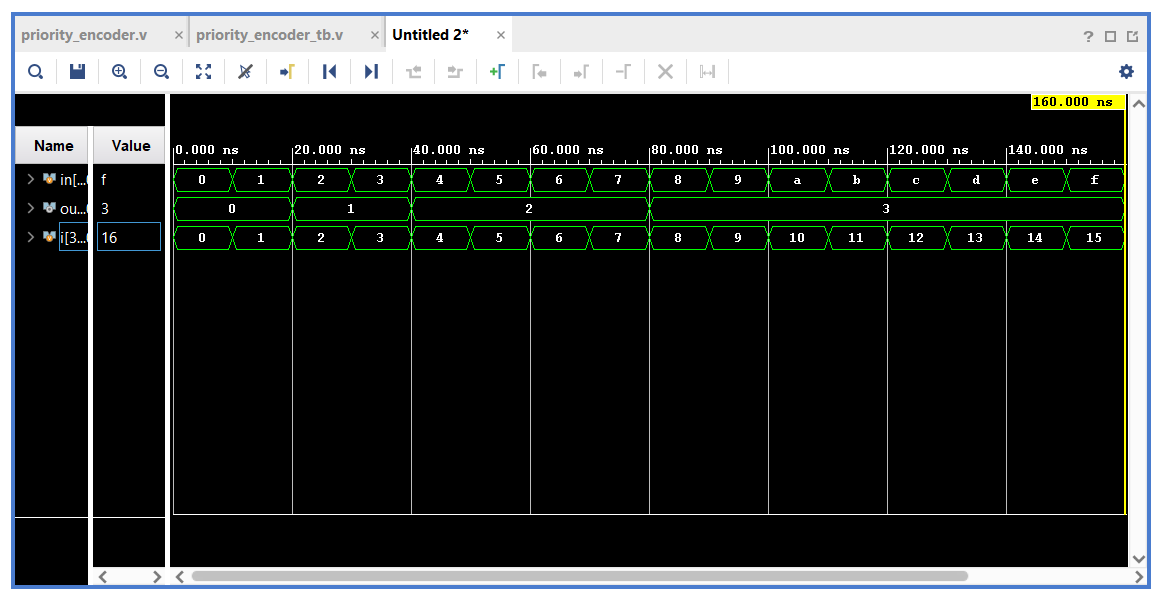 priority_encoder.v × priority_encoder_tb.v × Untitled 2* × ?
160.000 ns
Name Value 0.000 ns 20.000 ns 40.000 ns 60.000 ns 80.000 ns 100.000 ns 120.000 ns 140.000 ns
in[...0 f 0 1 2 3 4 5 6 7 8 9 a b c d e f
ou...0 3 0 1 2 3
i[3...0 16 0 1 2 3 4 5 6 7 8 9 10 11 12 13 14 15